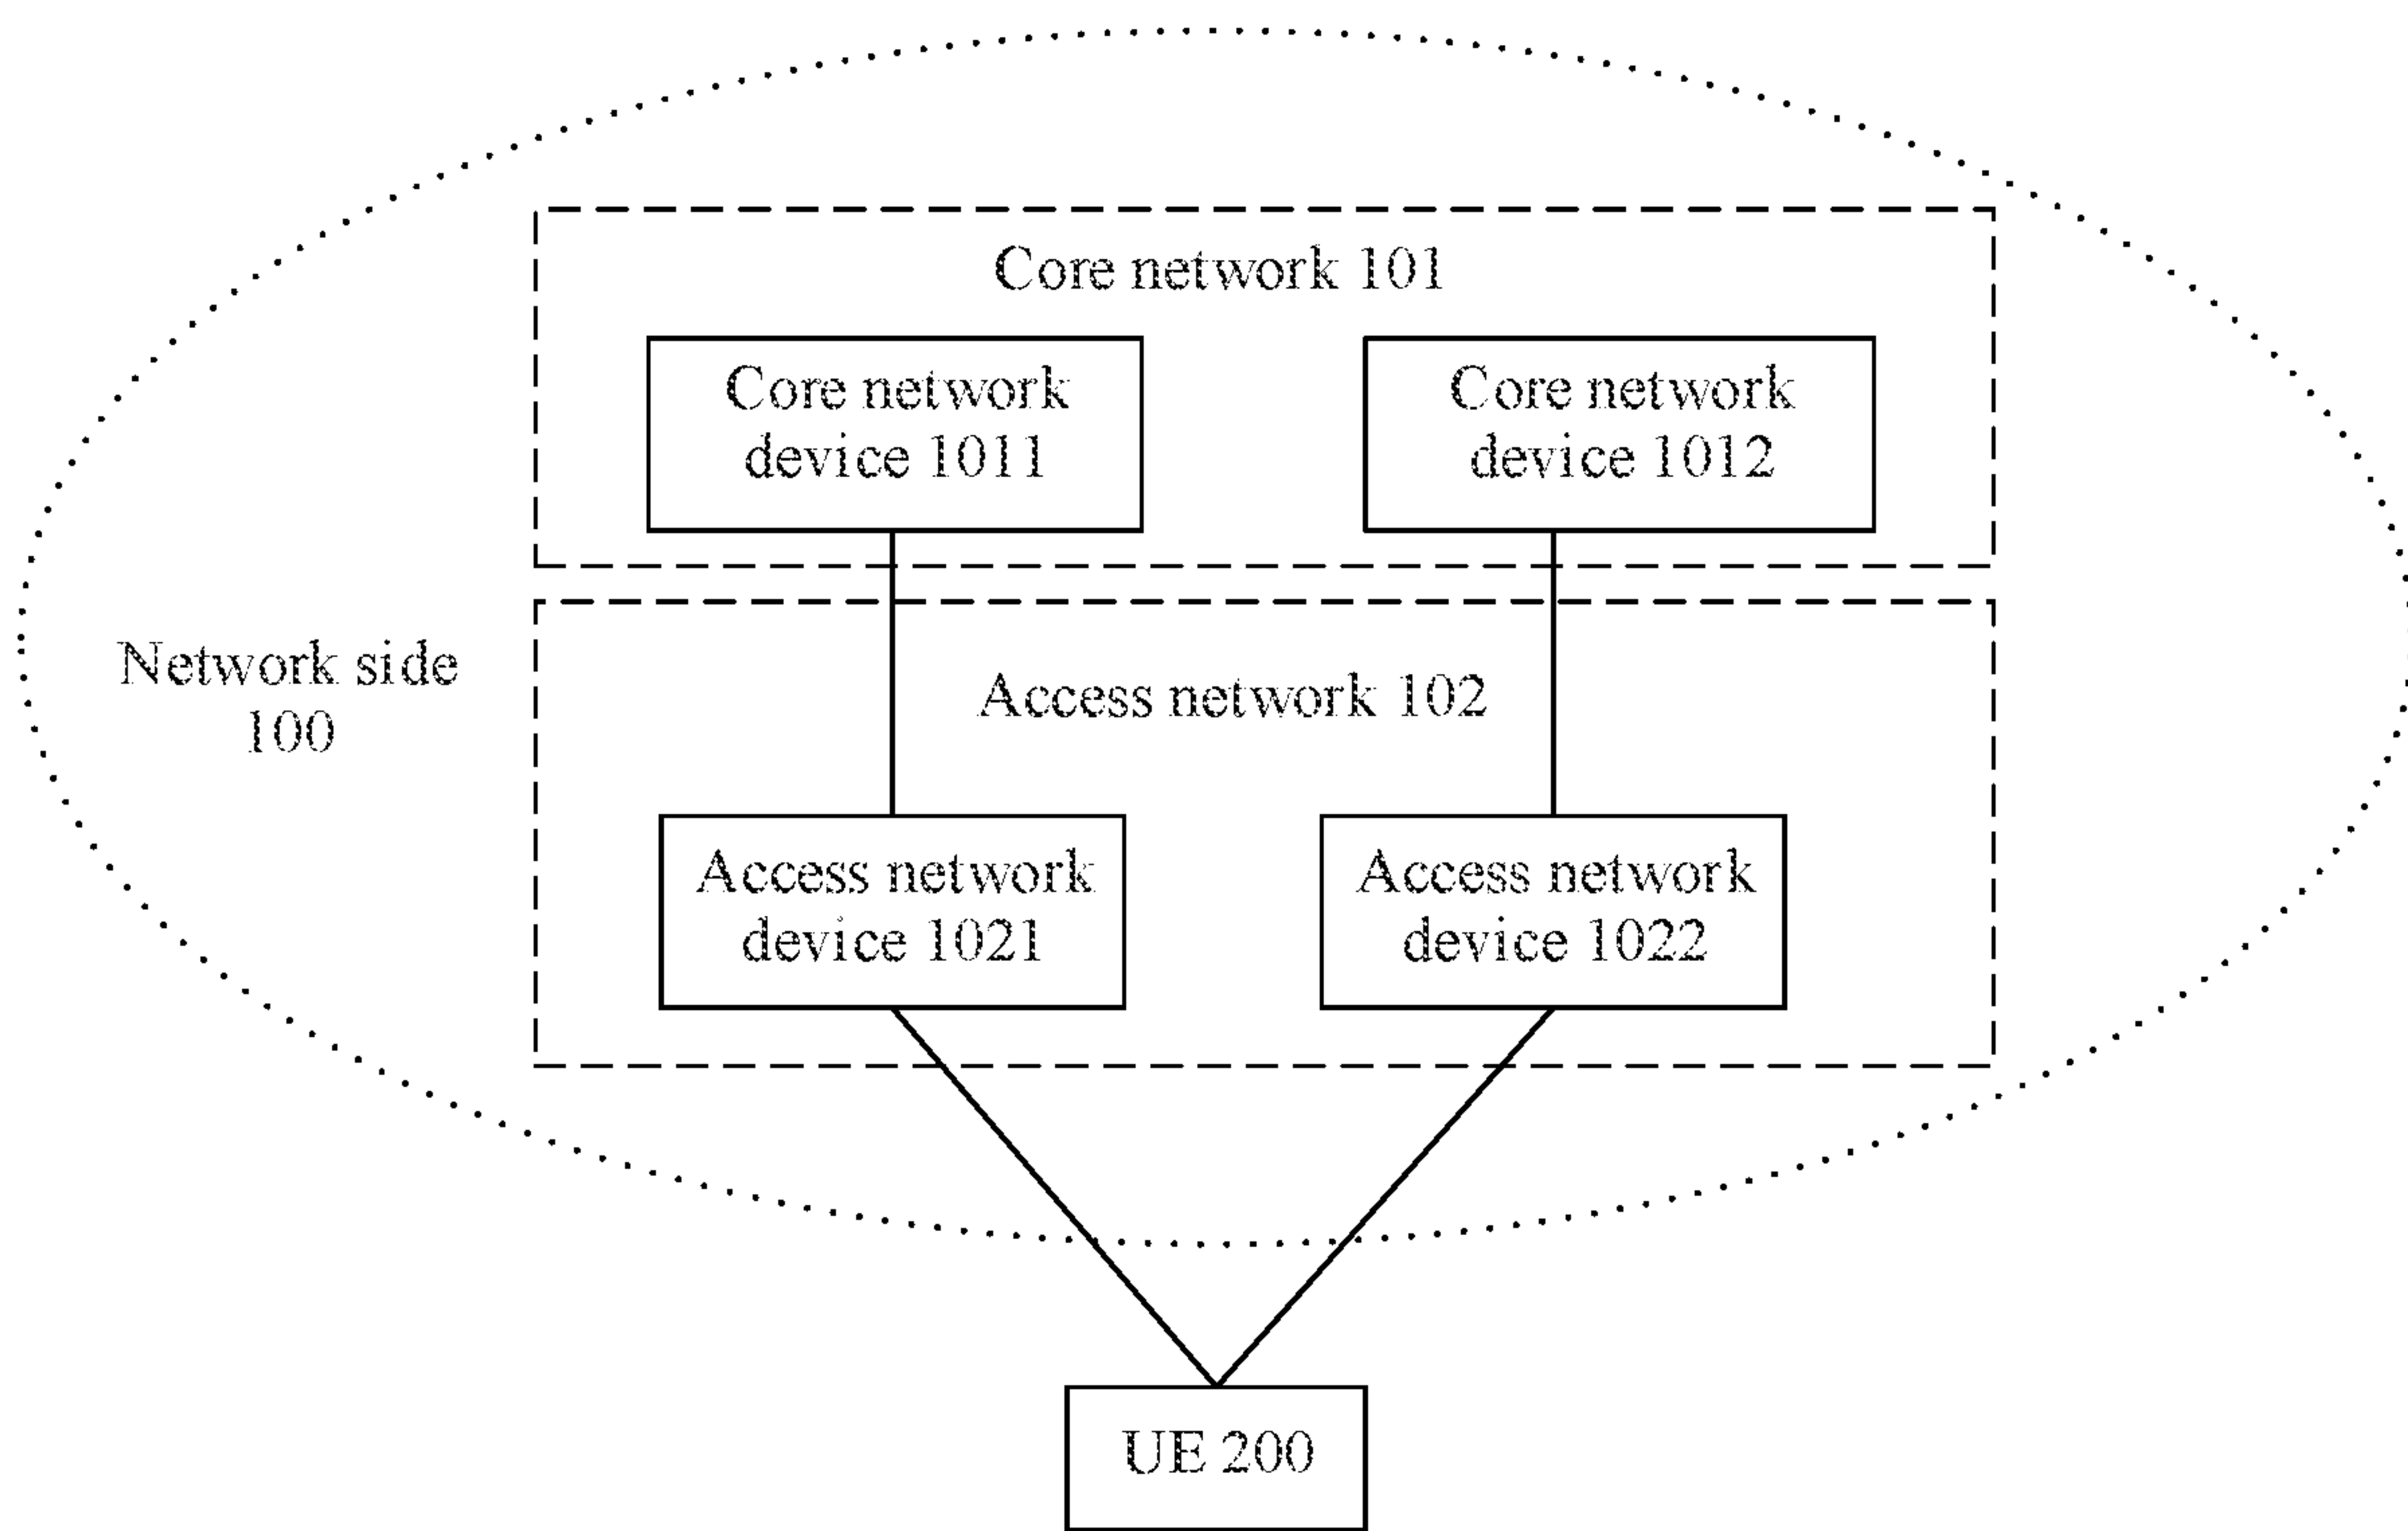 Core network 101
Core network
device 1011
Core network
device 1012
Network side
100
Access network 102
Access network
device 1021
Access network
device 1022
UE 200